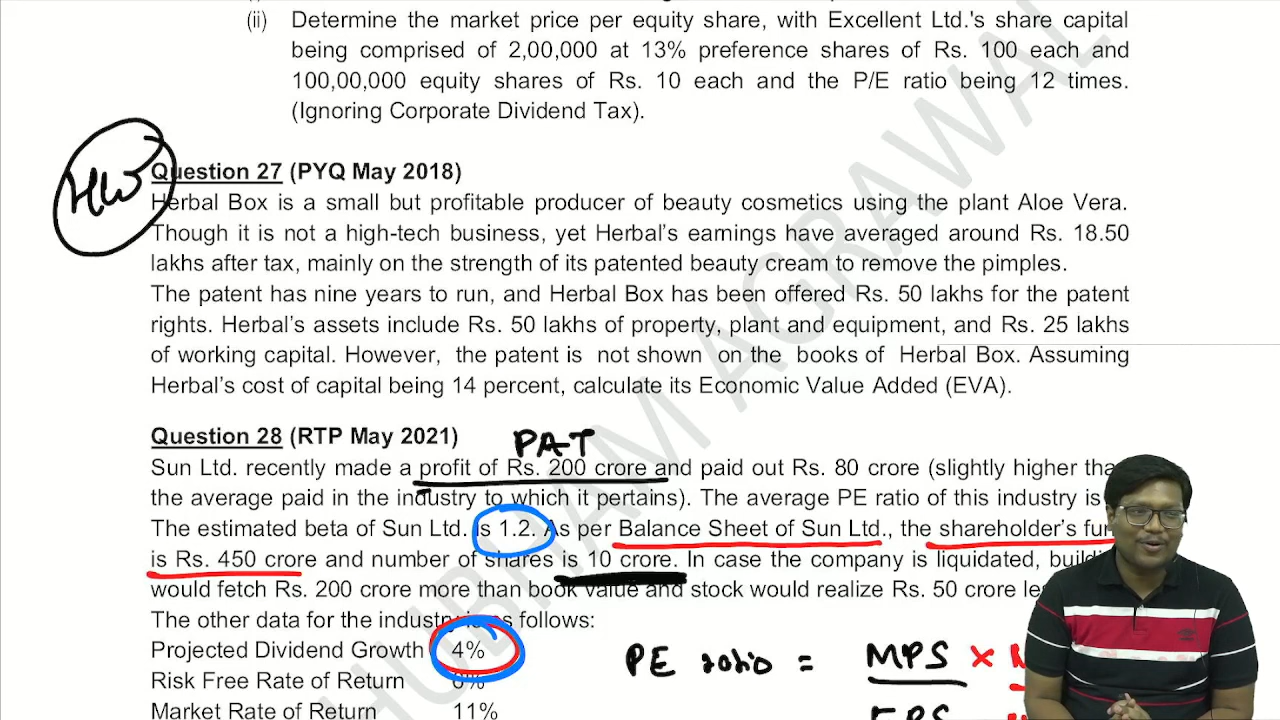 (ii) Determine the market price per equity share, with Excellent Ltd.'s share capital
being comprised of 2,00,000 at 13% preference shares of Rs. 100 each and
100,00,000 equity shares of Rs. 10 each and the P/E ratio being 12 times.
(Ignoring Corporate Dividend Tax).
HW
Question 27 (PYQ May 2018)
Herbal Box is a small but profitable producer of beauty cosmetics using the plant Aloe Vera.
Though it is not a high-tech business, yet Herbal's earnings have averaged around Rs. 18.50
lakhs after tax, mainly on the strength of its patented beauty cream to remove the pimples.
The patent has nine years to run, and Herbal Box has been offered Rs. 50 lakhs for the patent
rights. Herbal's assets include Rs. 50 lakhs of property, plant and equipment, and Rs. 25 lakhs
of working capital. However, the patent is not shown on the books of Herbal Box. Assuming
Herbal's cost of capital being 14 percent, calculate its Economic Value Added (EVA).
Question 28 (RTP May 2021)
PAT
Sun Ltd. recently made a profit of Rs. 200 crore and paid out Rs. 80 crore (slightly higher
the average paid in the industry to which it pertains). The average PE ratio of this industry is
The estimated beta of Sun Ltd. is 1.2. As per Balance Sheet of Sun Ltd., the shareholder's
is Rs. 450 crore and number of shares is 10 crore. In case the company is liquidated,
would fetch Rs. 200 crore more than book value and stock would realize Rs. 50 crore
The other data for the industry is as follows:
Projected Dividend Growth 4%
Risk Free Rate of Return 6%
PE ratio = MPS ×
Market Rate of Return 11%
EPS
SHUBHAM AGRAWAL